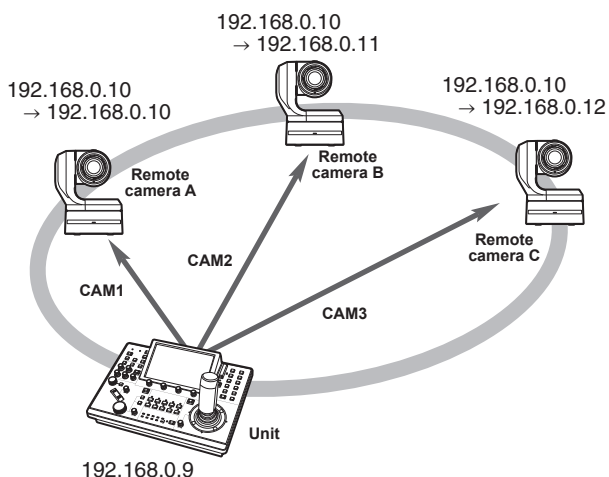 192.168.0.10
→ 192.168.0.11
192.168.0.10
→ 192.168.0.10
192.168.0.10
→ 192.168.0.12
Remote
camera A
Remote
camera B
Remote
camera C
CAM1
CAM2
CAM3
Unit
192.168.0.9